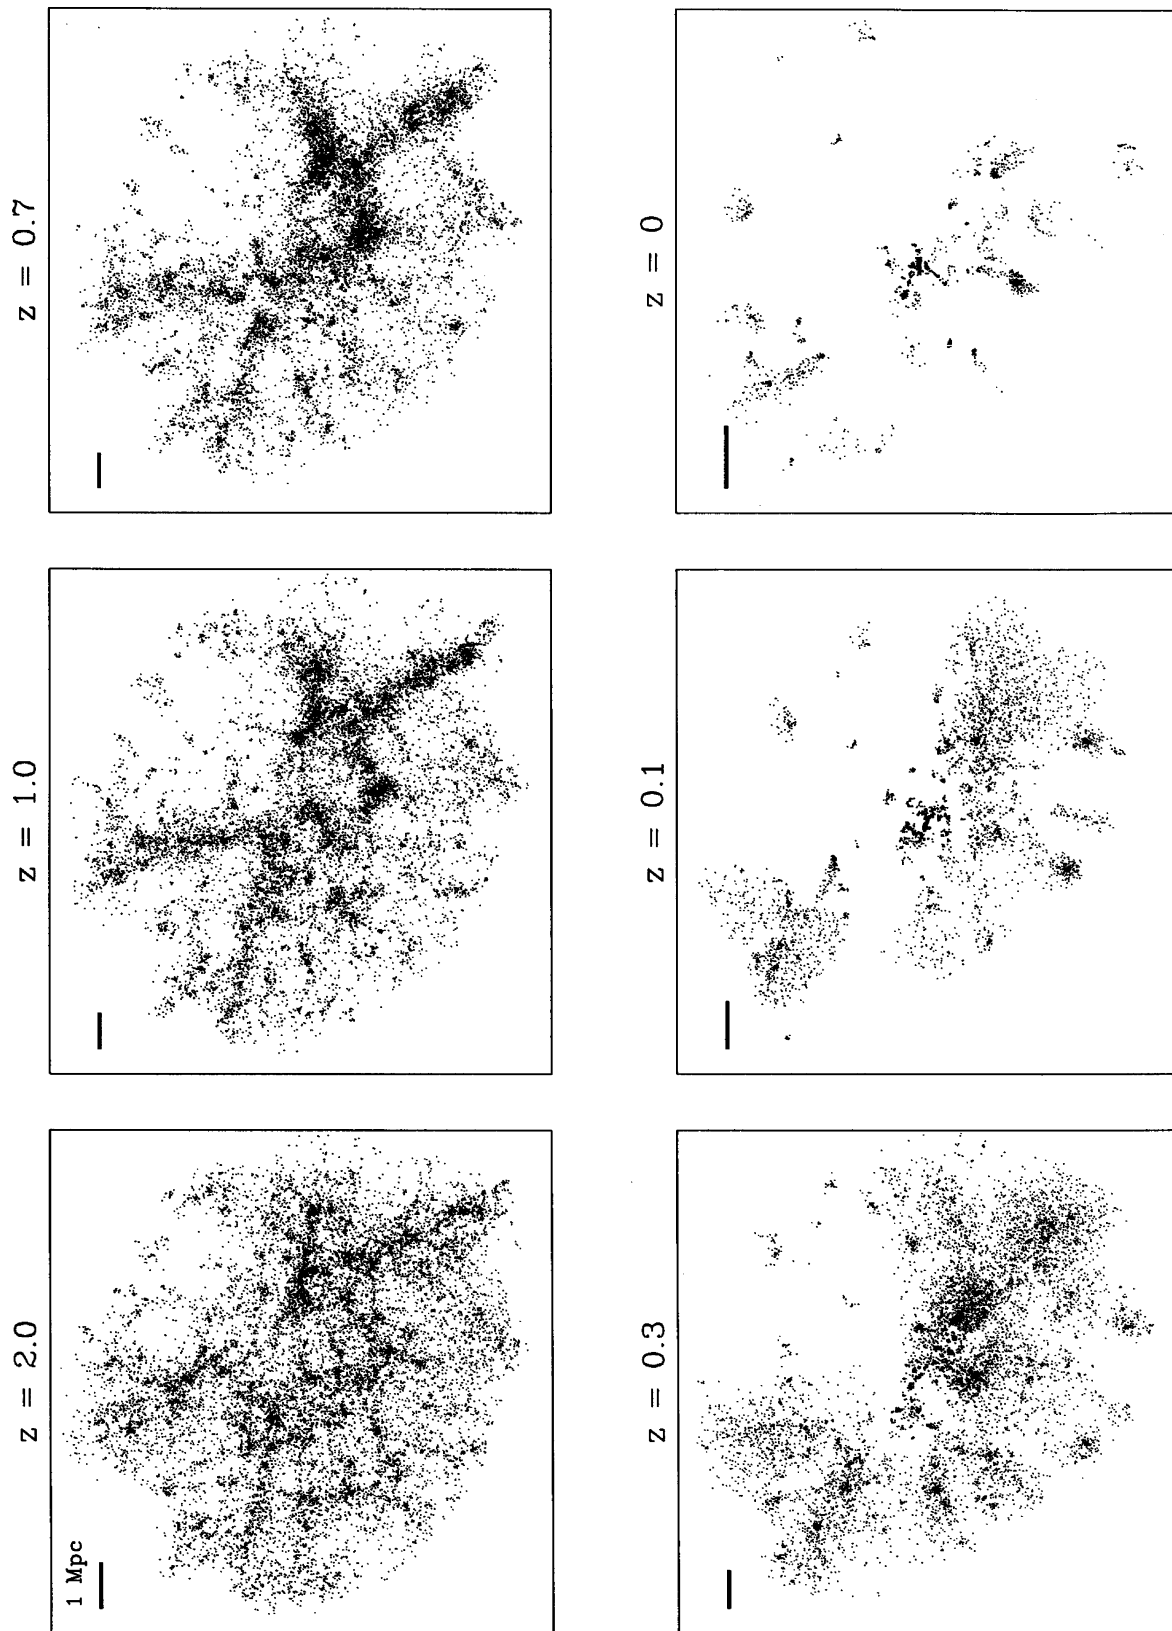 z = 2.0
z = 1.0
z = 0.7
1 Mpc
z = 0.3
z = 0.1
z = 0